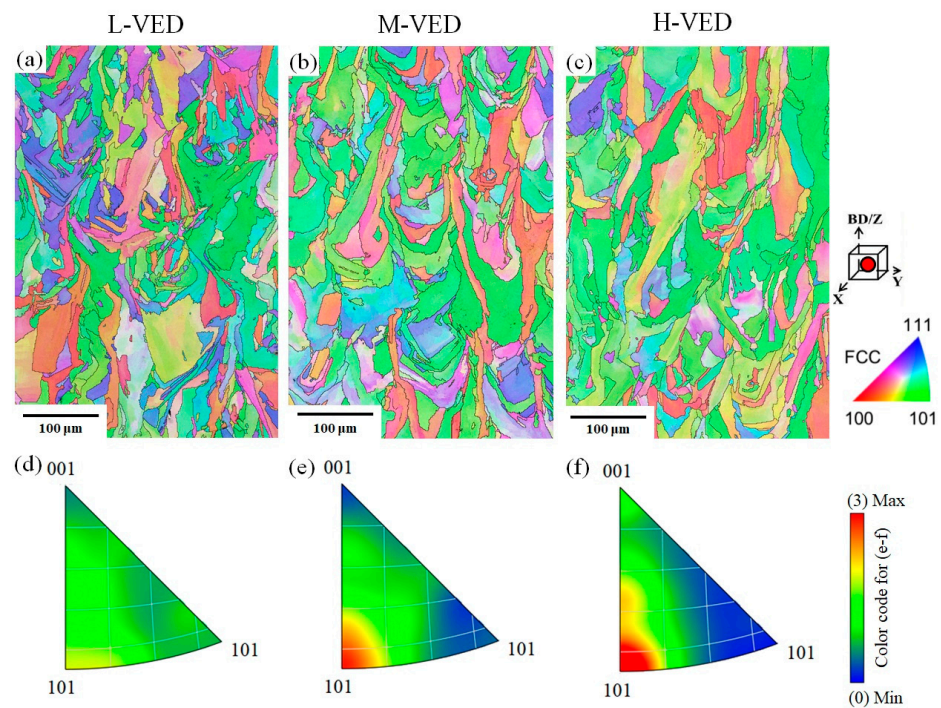 L-VED
M-VED
H-VED
(a)
(b)
(c)
BD/Z
Y
X
111
FCC
100
101
100 µm
100 µm
100 µm
(d)
001
(e)
001
(f)
001
(3) Max
Color code for (e-f)
101
101
101
101
101
101
(0) Min